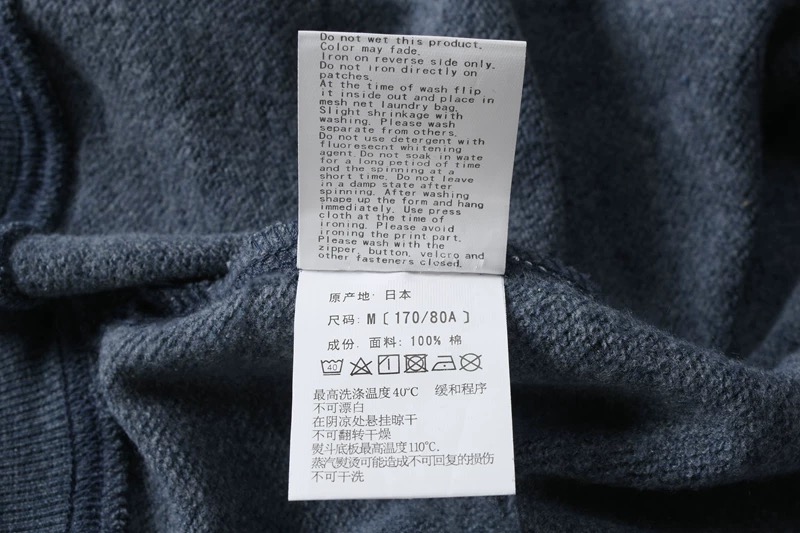 Do not wet this product.
Color may fade.
Iron on reverse side only.
Do not iron directly on
patches.
At the time of wash flip
it inside out and place in
mesh net laundry bag.
Slight shrinkage with
washing. Please wash
separate from others.
Do not use detergent with
fluoresecnt whitening
agent.Do not soak in wate
for a long petiod of time
and the spinning at a
short time. Do not leave
in a damp state after
spinning. After washing
shape up the form and hang
immediately. Use press
cloth at the time of
ironing. Please avoid
ironing the print part.
Please wash with the
zipper, button, velcro and
other fasteners closed.
原产地: 日本
尺码: M〔170/80A〕
成份. 面料: 100% 棉
40
最高洗涤温度40℃ 缓和程序
不可漂白
在阴凉处悬挂晾干
不可翻转干燥
熨斗底板最高温度110℃.
蒸汽熨烫可能造成不可回复的损伤
不可干洗